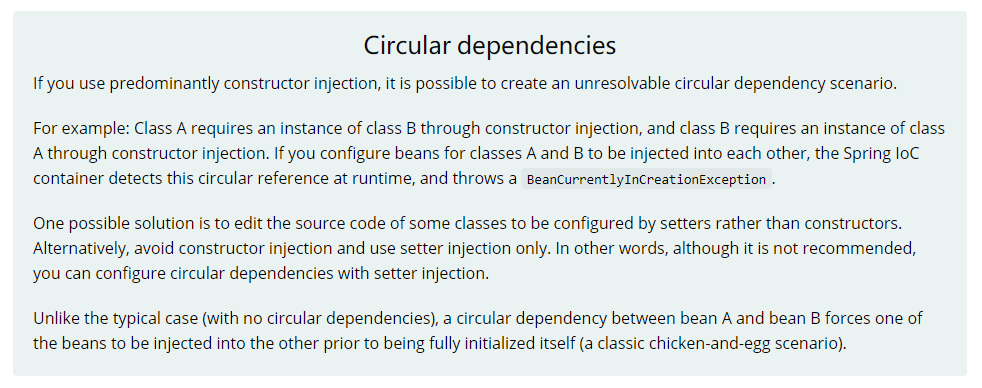 Circular dependencies
If you use predominantly constructor injection, it is possible to create an unresolvable circular dependency scenario.
For example: Class A requires an instance of class B through constructor injection, and class B requires an instance of class
A through constructor injection. If you configure beans for classes A and B to be injected into each other, the Spring IoC
container detects this circular reference at runtime, and throws a BeanCurrentlyInCreationException.
One possible solution is to edit the source code of some classes to be configured by setters rather than constructors.
Alternatively, avoid constructor injection and use setter injection only. In other words, although it is not recommended,
you can configure circular dependencies with setter injection.
Unlike the typical case (with no circular dependencies), a circular dependency between bean A and bean B forces one of
the beans to be injected into the other prior to being fully initialized itself (a classic chicken-and-egg scenario).